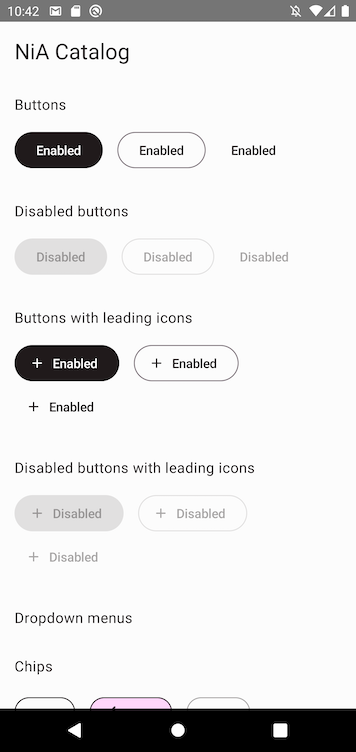 10:42
NiA Catalog
Buttons
Enabled Enabled Enabled
Disabled buttons
Disabled Disabled Disabled
Buttons with leading icons
+ Enabled + Enabled
+ Enabled
Disabled buttons with leading icons
+ Disabled + Disabled
+ Disabled
Dropdown menus
Chips